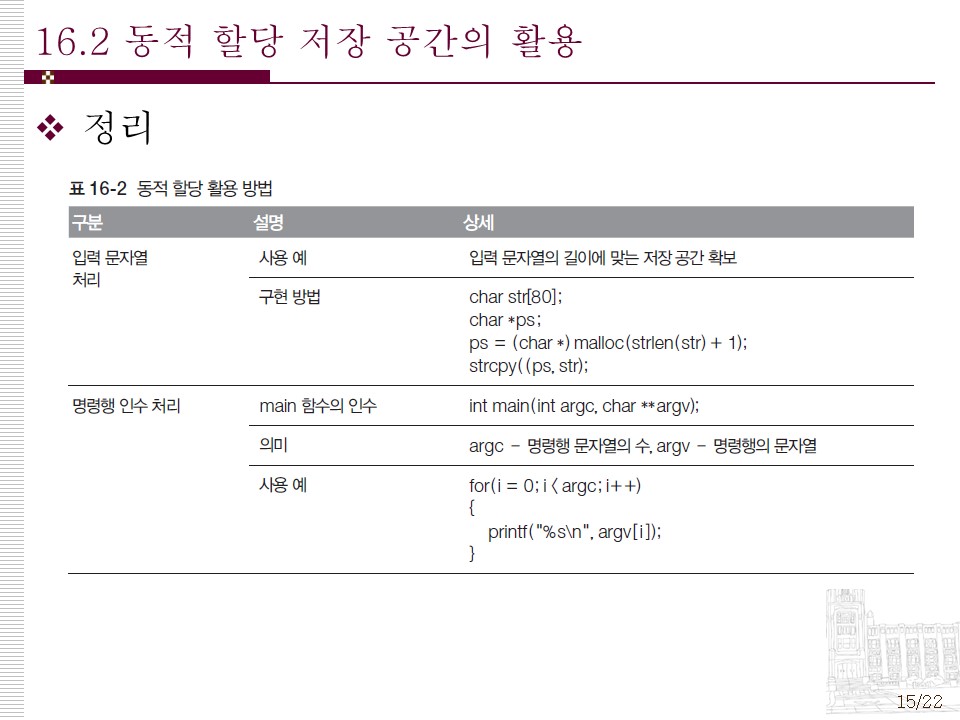 16.2 동적 할당 저장 공간의 활용
정리
표 16-2 동적 할당 활용 방법
구분 설명 상세
입력 문자열 처리 사용 예 입력 문자열의 길이에 맞는 저장 공간 확보
구현 방법 char str[80];
char *ps;
ps = (char *) malloc(strlen(str) + 1);
strcpy((ps, str);
명령행 인수 처리 main 함수의 인수 int main(int argc, char **argv);
의미 argc - 명령행 문자열의 수, argv - 명령행의 문자열
사용 예 for(i = 0; i < argc; i++)
{
printf("%s\n", argv[i]);
}
15/22